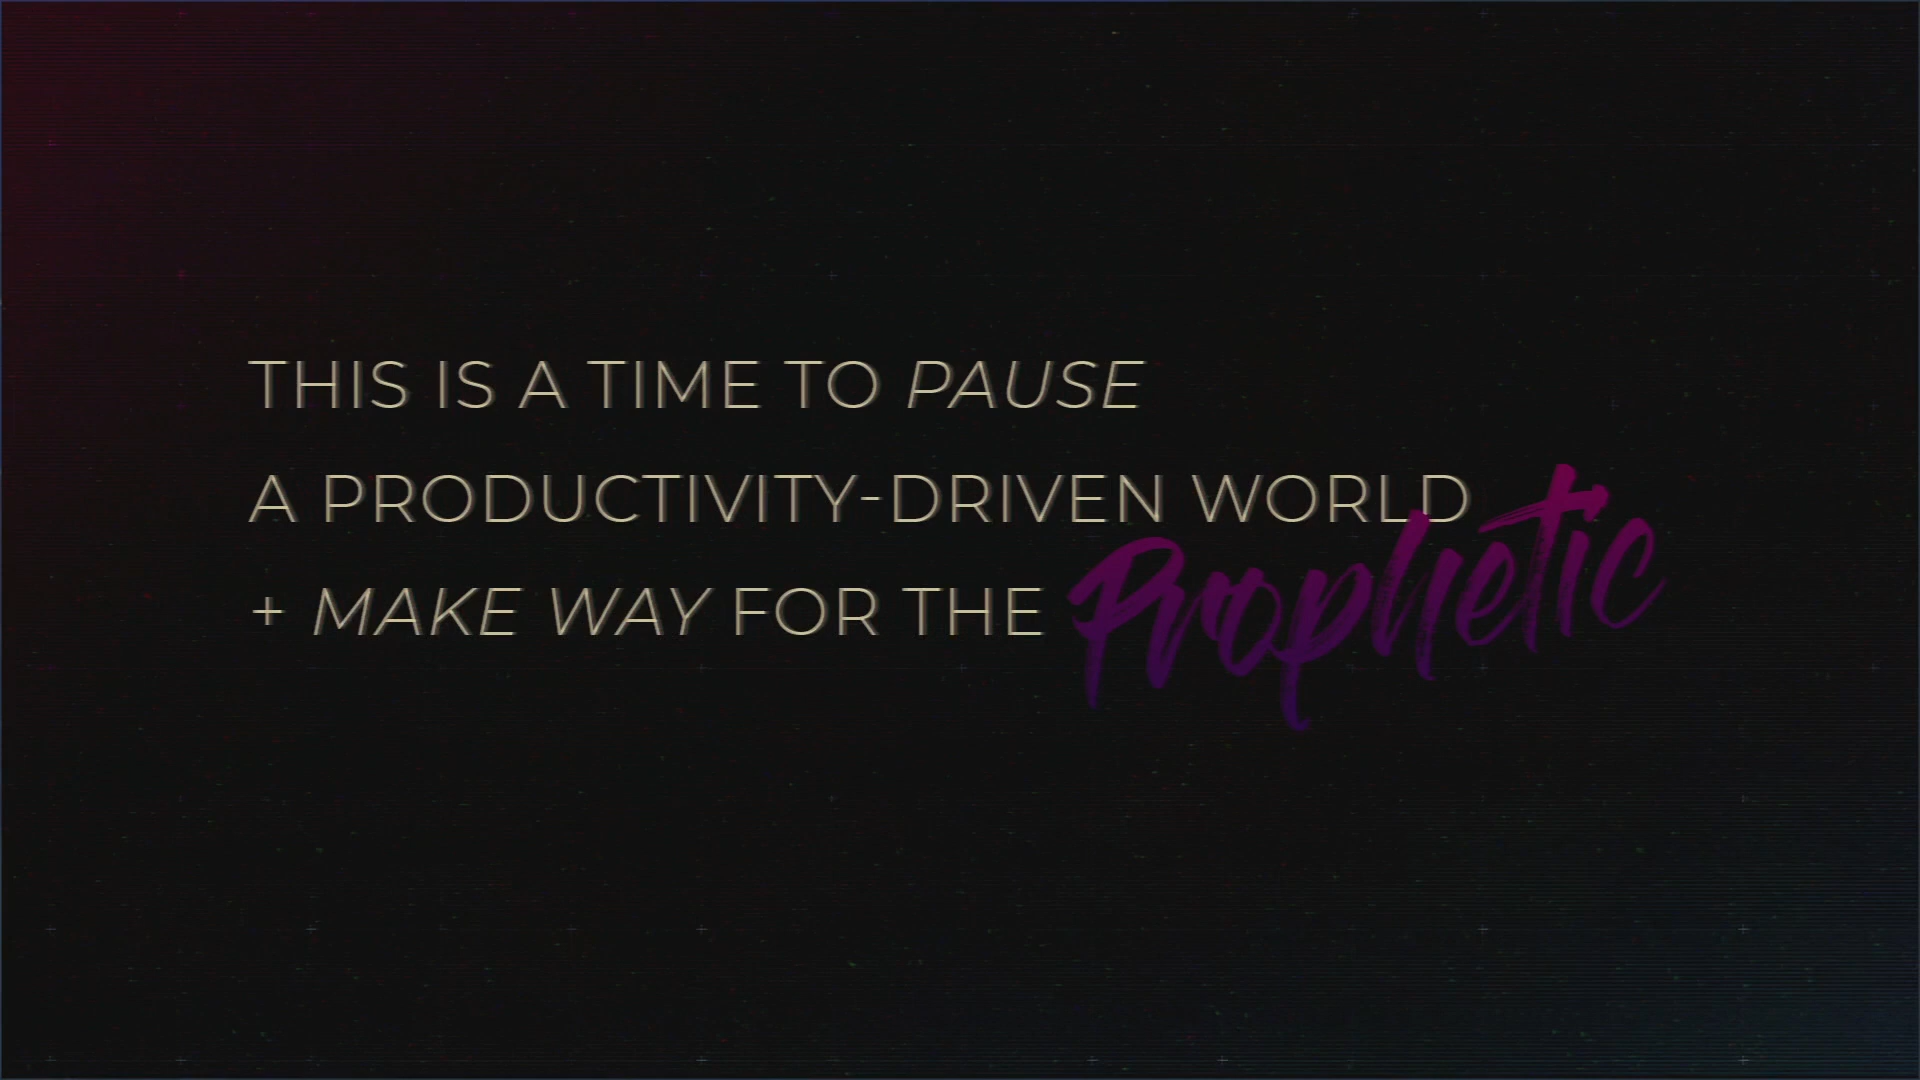 THIS IS A TIME TO PAUSE
A PRODUCTIVITY-DRIVEN WORLD
+ MAKE WAY FOR THE Prophetic